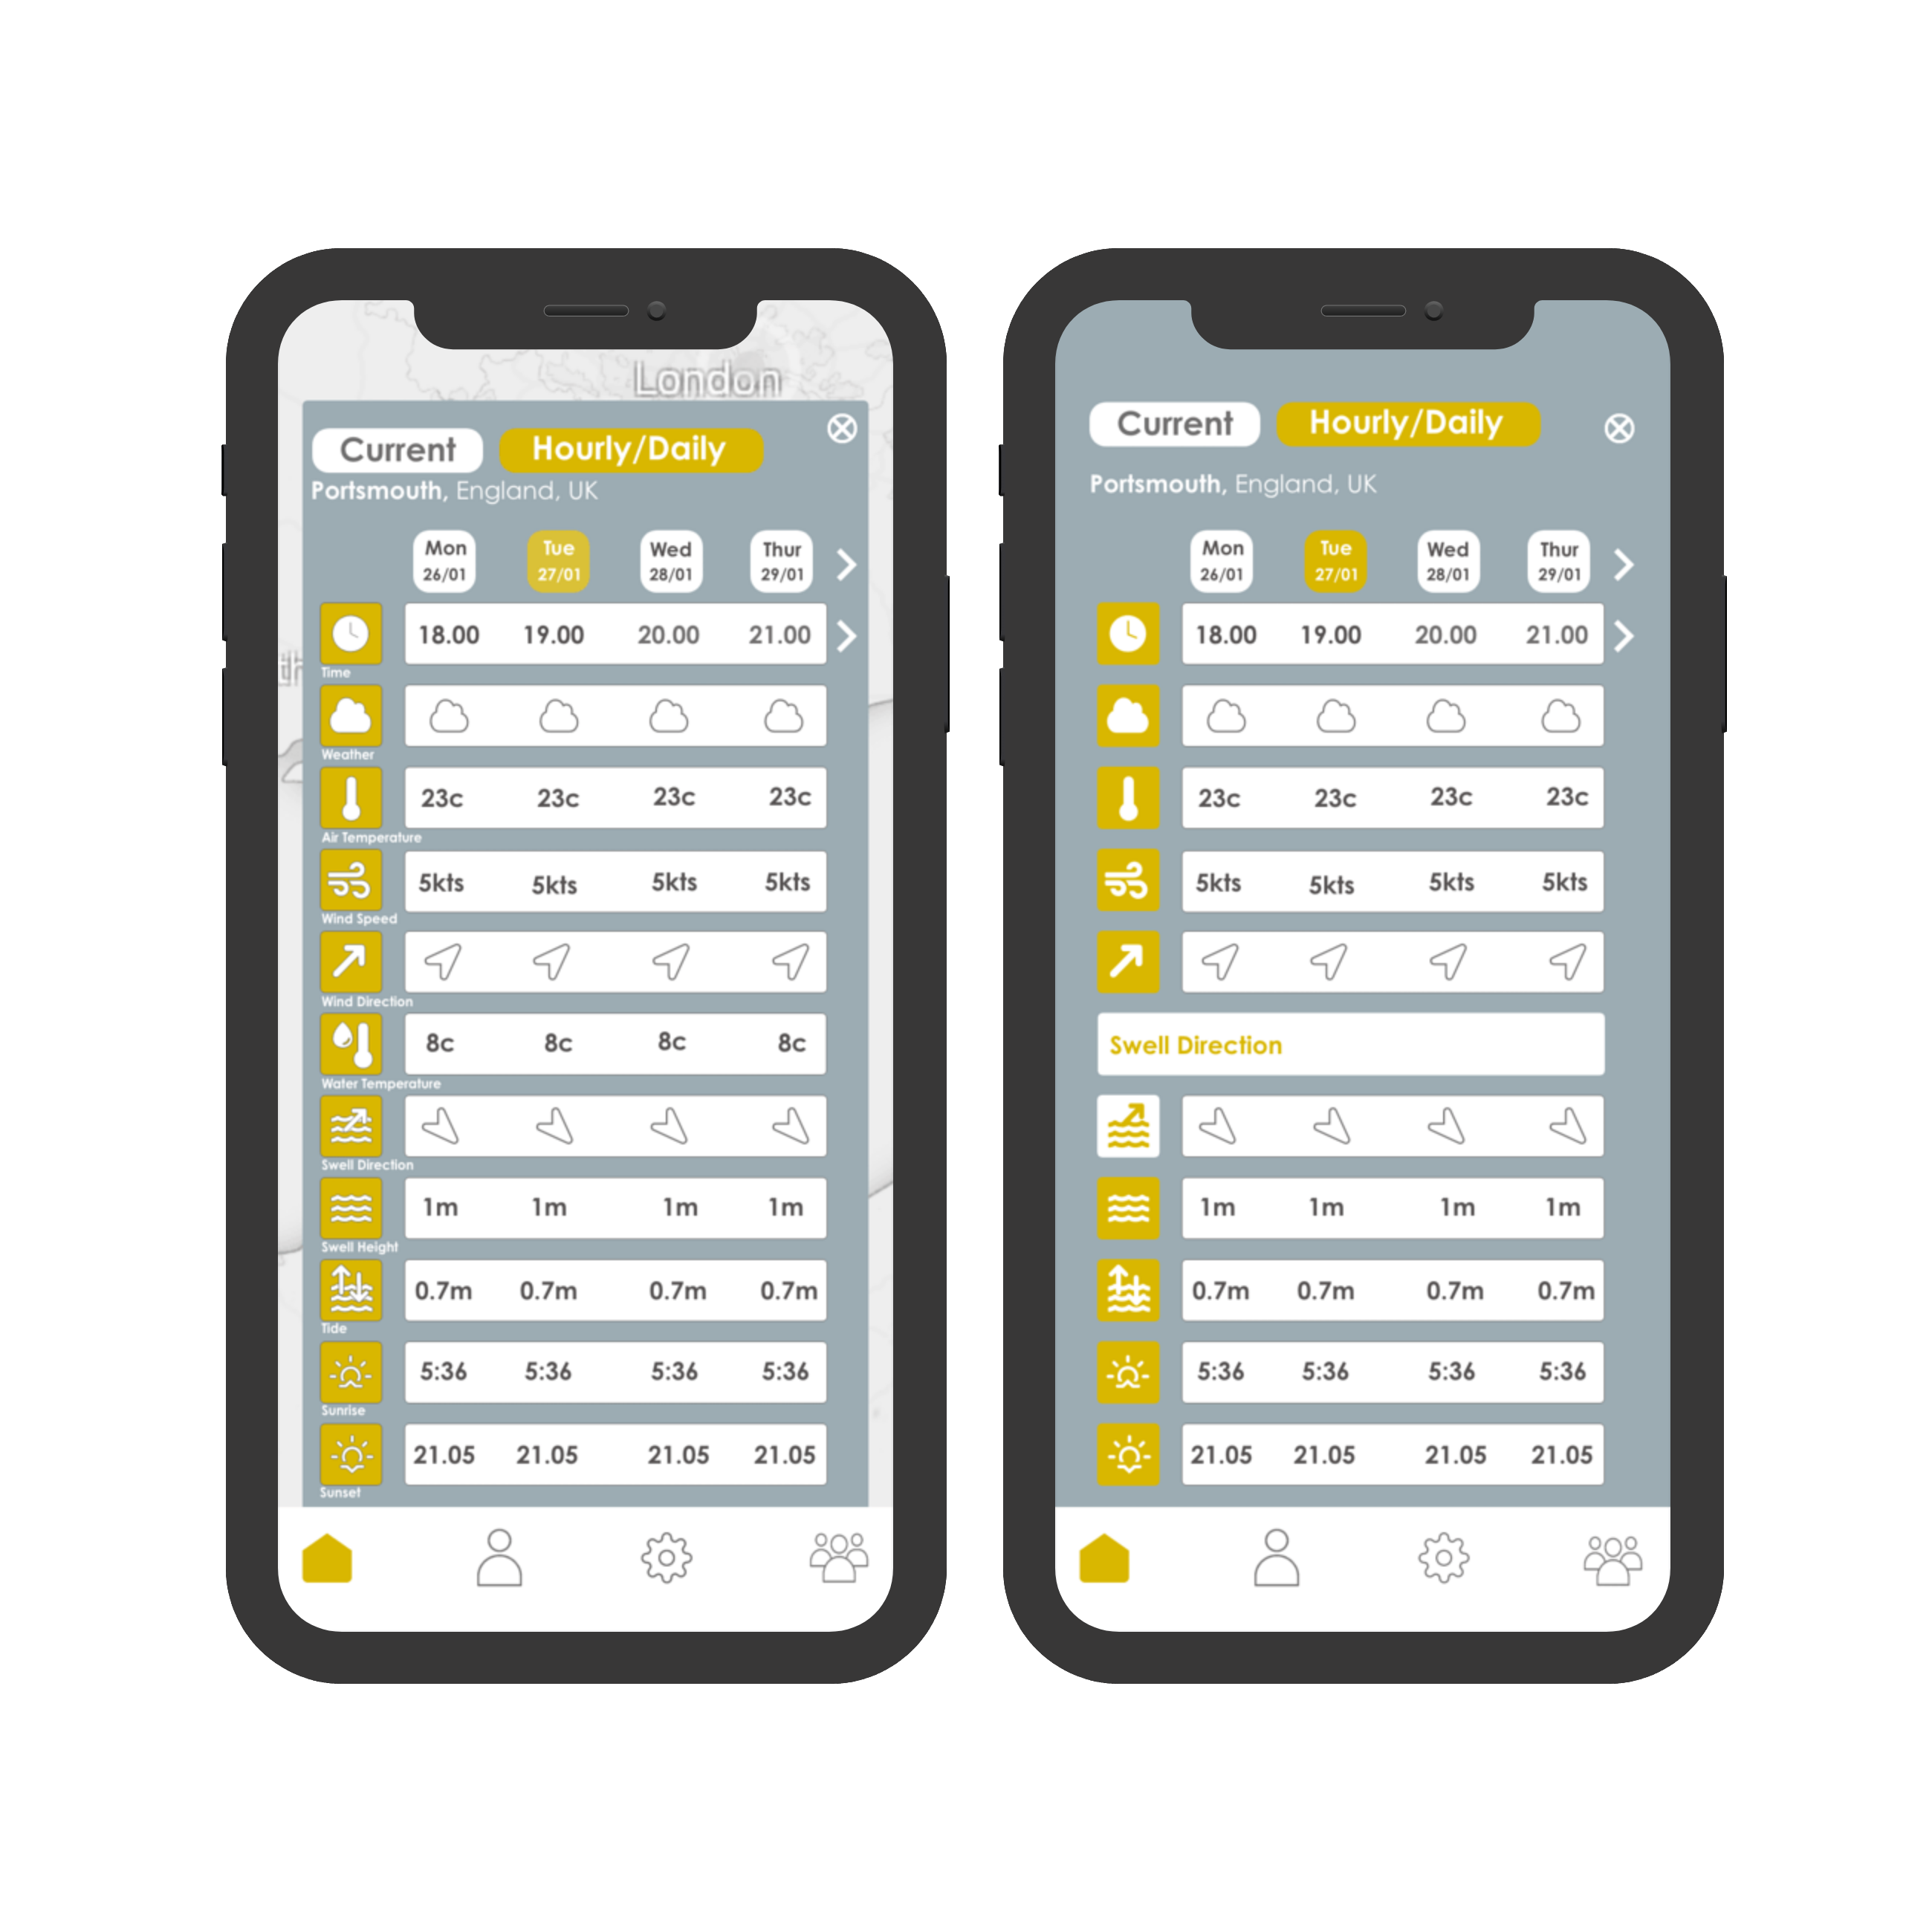 London
Current Hourly/Daily
Portsmouth, England, UK
Mon Tue Wed Thur
26/01 27/01 28/01 29/01
18.00 19.00 20.00 21.00
Time
th
Weather
23c 23c 23c 23c
Air Temperature
5kts 5kts 5kts 5kts
Wind Speed
Wind Direction
8c 8c 8c 8c
Water Temperature
Swell Direction
1m 1m 1m 1m
Swell Height
0.7m 0.7m 0.7m 0.7m
Tide
5:36 5:36 5:36 5:36
Sunrise
21.05 21.05 21.05 21.05
Sunset
Current Hourly/Daily
Portsmouth, England, UK
Mon Tue Wed Thur
26/01 27/01 28/01 29/01
18.00 19.00 20.00 21.00
23c 23c 23c 23c
5kts 5kts 5kts 5kts
Swell Direction
1m 1m 1m 1m
0.7m 0.7m 0.7m 0.7m
5:36 5:36 5:36 5:36
21.05 21.05 21.05 21.05